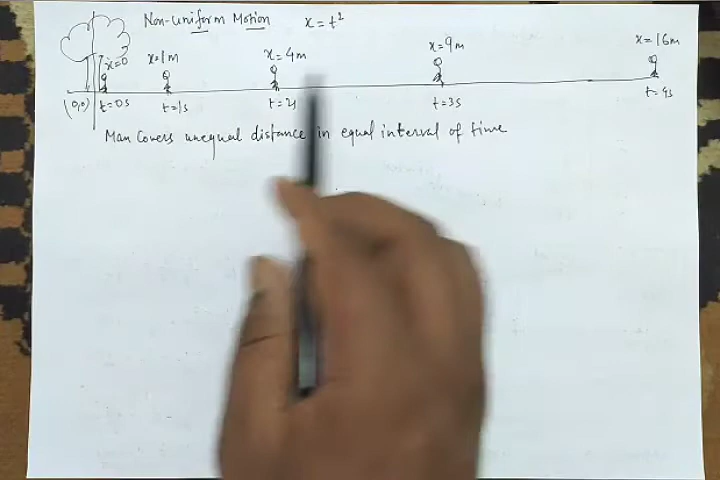 Non-Uniform Motion x = t²
x=0 x=1m x=4m x=9m x=16m
(0,0) t=0s t=1s t=2s t=3s t=4s
Man Covers unequal distance in equal interval of time